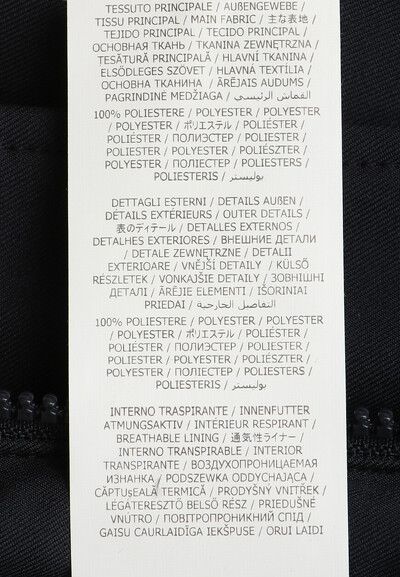 TESSUTO PRINCIPALE / AUßENGEWEBE /
TISSU PRINCIPAL / MAIN FABRIC / 主な表地 /
TEJIDO PRINCIPAL / TECIDO PRINCIPAL /
ОСНОВНАЯ ТКАНЬ / TKANINA ZEWNĘTRZNA /
TESĂTURĂ PRINCIPALĂ / HLAVNÍ TKANINA /
ELSŐDLEGES SZÖVET / HLAVNÁ TEXTÍLIA /
ОСНОВНА ТКАНИНА / ĀRĒJAIS AUDUMS /
PAGRINDINĖ MEDŽIAGA / القماش الرئيسي
100% POLIESTERE / POLYESTER / POLYESTER
/ POLYESTER / ポリエステル / POLIÉSTER /
POLIÉSTER / ПОЛИЭСТЕР / POLIESTER /
POLIESTER / POLYESTER / POLIÉSZTER /
POLYESTER / ПОЛІЕСТЕР / POLIESTERS /
POLIESTERIS / بوليستر
DETTAGLI ESTERNI / DETAILS AUßEN /
DÉTAILS EXTÉRIEURS / OUTER DETAILS /
表のディテール / DETALLES EXTERNOS /
DETALHES EXTERIORES / ВНЕШНИЕ ДЕТАЛИ
/ DETALE ZEWNĘTRZNE / DETALII
EXTERIOARE / VNĚJŠÍ DETAILY / KÜLSŐ
RÉSZLETEK / VONKAJŠIE DETAILY / ЗОВНІШНІ
ДЕТАЛІ / ĀRĒJIE ELEMENTI / IŠORINIAI
PRIEDAI / التفاصيل الخارجية
100% POLIESTERE / POLYESTER / POLYESTER
/ POLYESTER / ポリエステル / POLIÉSTER /
POLIÉSTER / ПОЛИЭСТЕР / POLIESTER /
POLIESTER / POLYESTER / POLIÉSZTER /
POLYESTER / ПОЛІЕСТЕР / POLIESTERS /
POLIESTERIS / بوليستر
INTERNO TRASPIRANTE / INNENFUTTER
ATMUNGSAKTIV / INTÉRIEUR RESPIRANT /
BREATHABLE LINING / 通気性ライナー /
INTERNO TRANSPIRABLE / INTERIOR
TRANSPIRANTE / ВОЗДУХОПРОНИЦАЕМАЯ
ИЗНАНКА / PODSZEWKA ODDYCHAJĄCA /
CĂPTUȘEALĂ TERMICĂ / PRODYŠNÝ VNITŘEK /
LÉGÁTERESZTŐ BELSŐ RÉSZ / PRIEDUŠNÉ
VNÚTRO / ПОВІТРОПРОНИКНИЙ СПІД /
GAISU CAURLAIDĪGA IEKŠPUSE / ORUI LAIDI